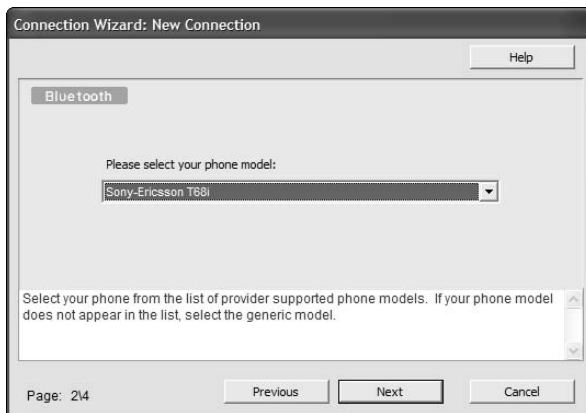 Connection Wizard: New Connection
Help
Bluetooth
Please select your phone model:
Sony-Ericsson T68i
Select your phone from the list of provider supported phone models. If your phone model
does not appear in the list, select the generic model.
Page: 2\4
Previous
Next
Cancel